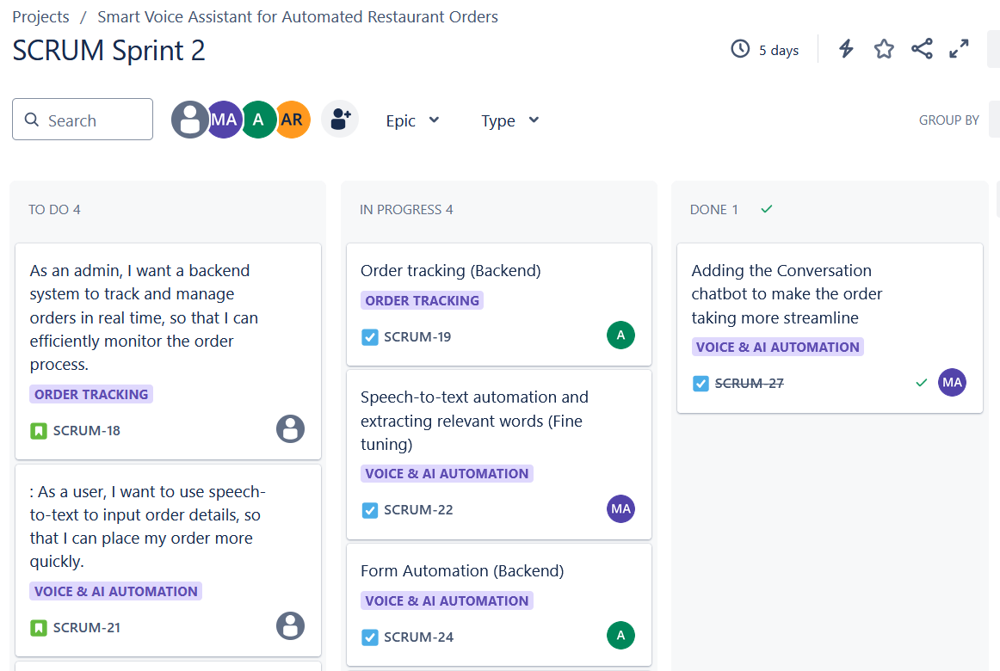 Projects / Smart Voice Assistant for Automated Restaurant Orders
SCRUM Sprint 2
5 days
Search
MA
A
AR
Epic
Type
GROUP BY
TO DO 4
As an admin, I want a backend
system to track and manage
orders in real time, so that I can
efficiently monitor the order
process.
ORDER TRACKING
SCRUM-18
: As a user, I want to use speech-
to-text to input order details, so
that I can place my order more
quickly.
VOICE & AI AUTOMATION
SCRUM-21
IN PROGRESS 4
Order tracking (Backend)
ORDER TRACKING
SCRUM-19
A
Speech-to-text automation and
extracting relevant words (Fine
tuning)
VOICE & AI AUTOMATION
SCRUM-22
MA
Form Automation (Backend)
VOICE & AI AUTOMATION
SCRUM-24
A
DONE 1
Adding the Conversation
chatbot to make the order
taking more streamline
VOICE & AI AUTOMATION
SCRUM-27
MA